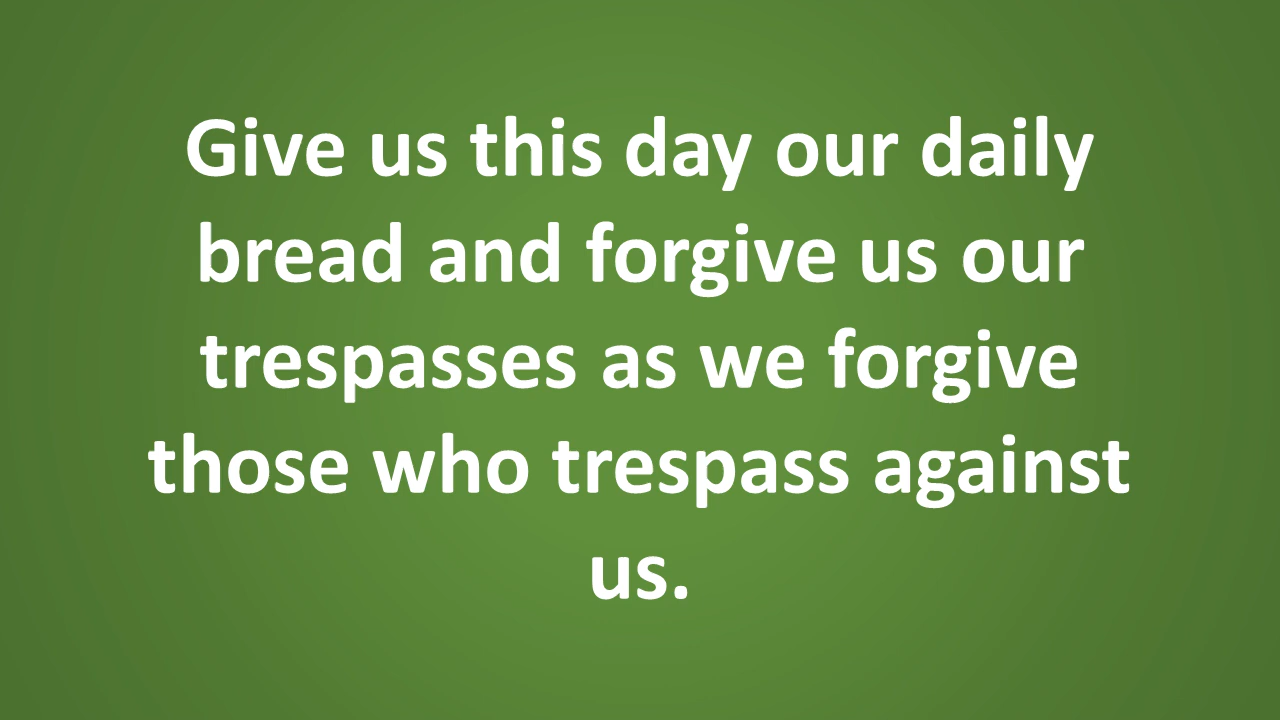 Give us this day our daily
bread and forgive us our
trespasses as we forgive
those who trespass against
us.